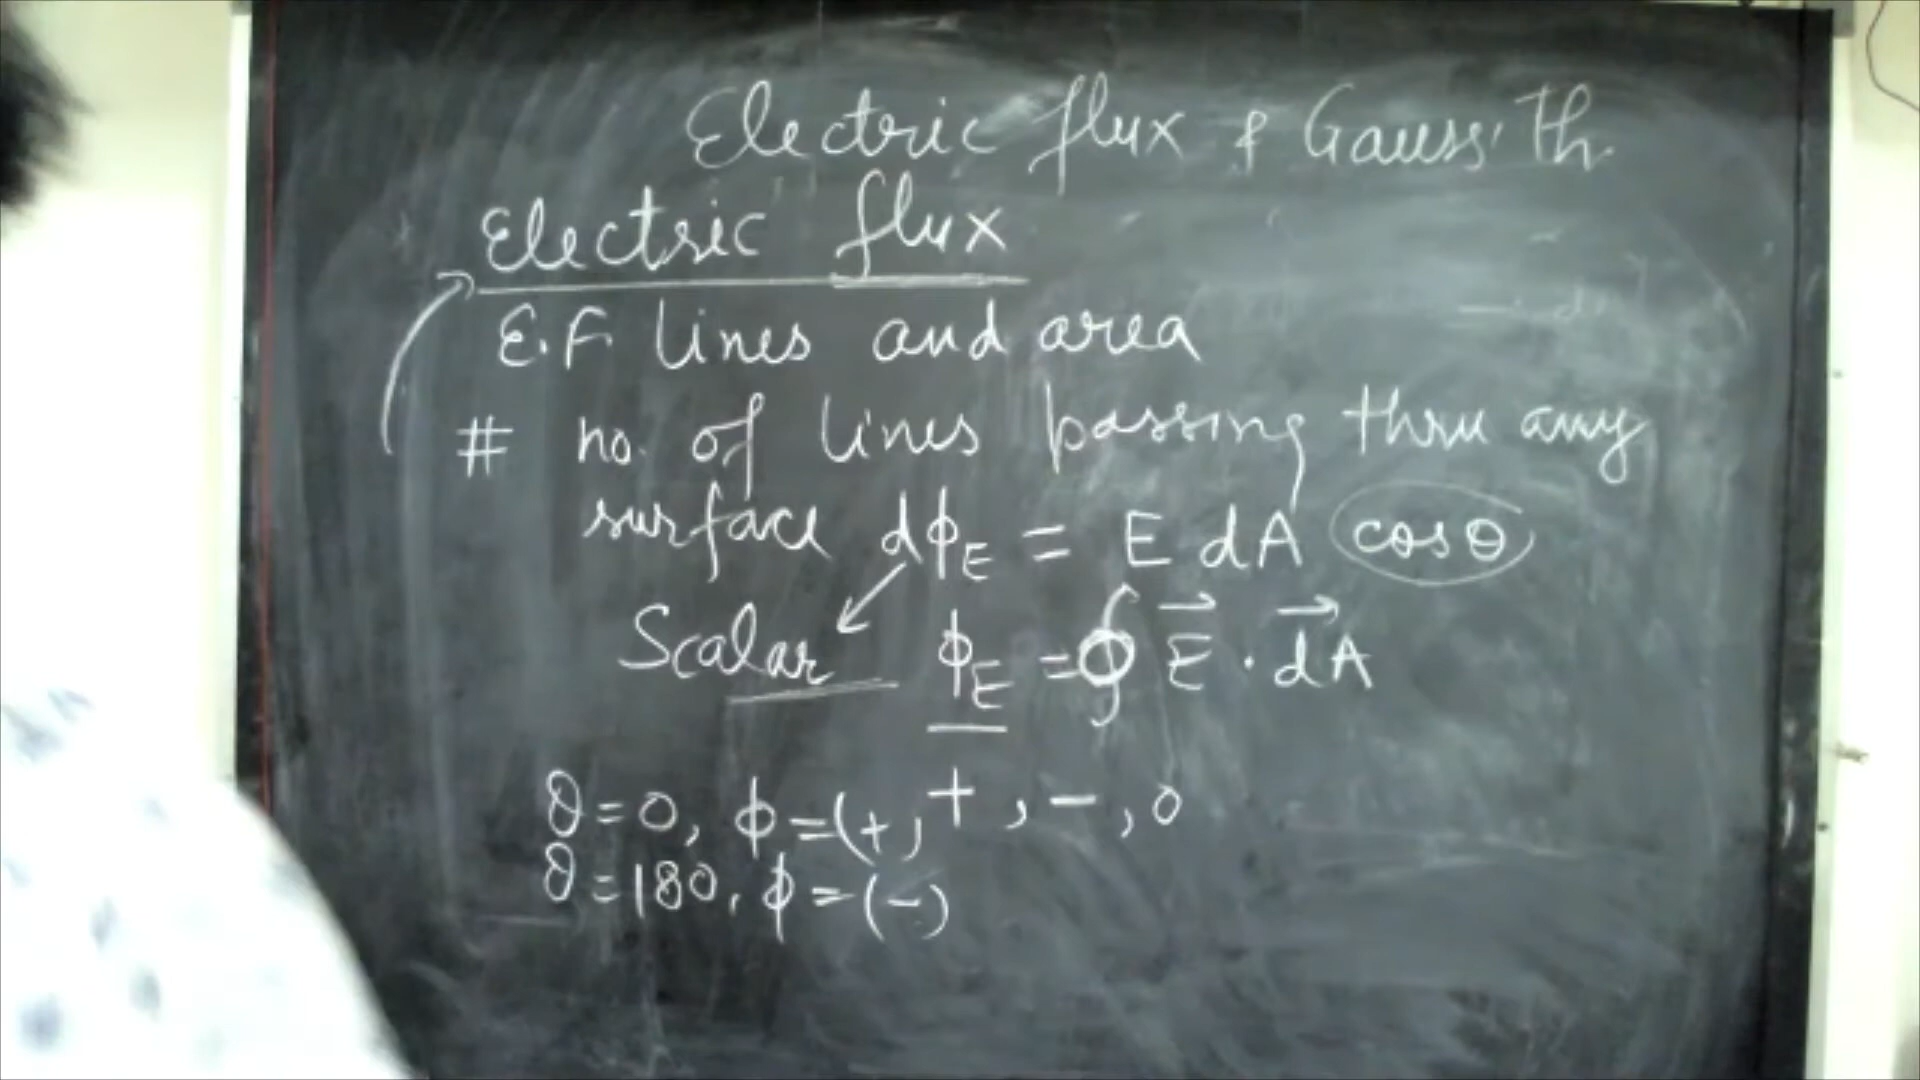 Electric flux & Gauss' Th.
Electric flux
E.F. lines and area
# no. of lines passing thru any
surface dϕE = E dA cosθ
Scalar ϕE = ∮ E⃗ · dA⃗
θ = 0, ϕ = (+, +, -, 0
θ = 180, ϕ = (-)